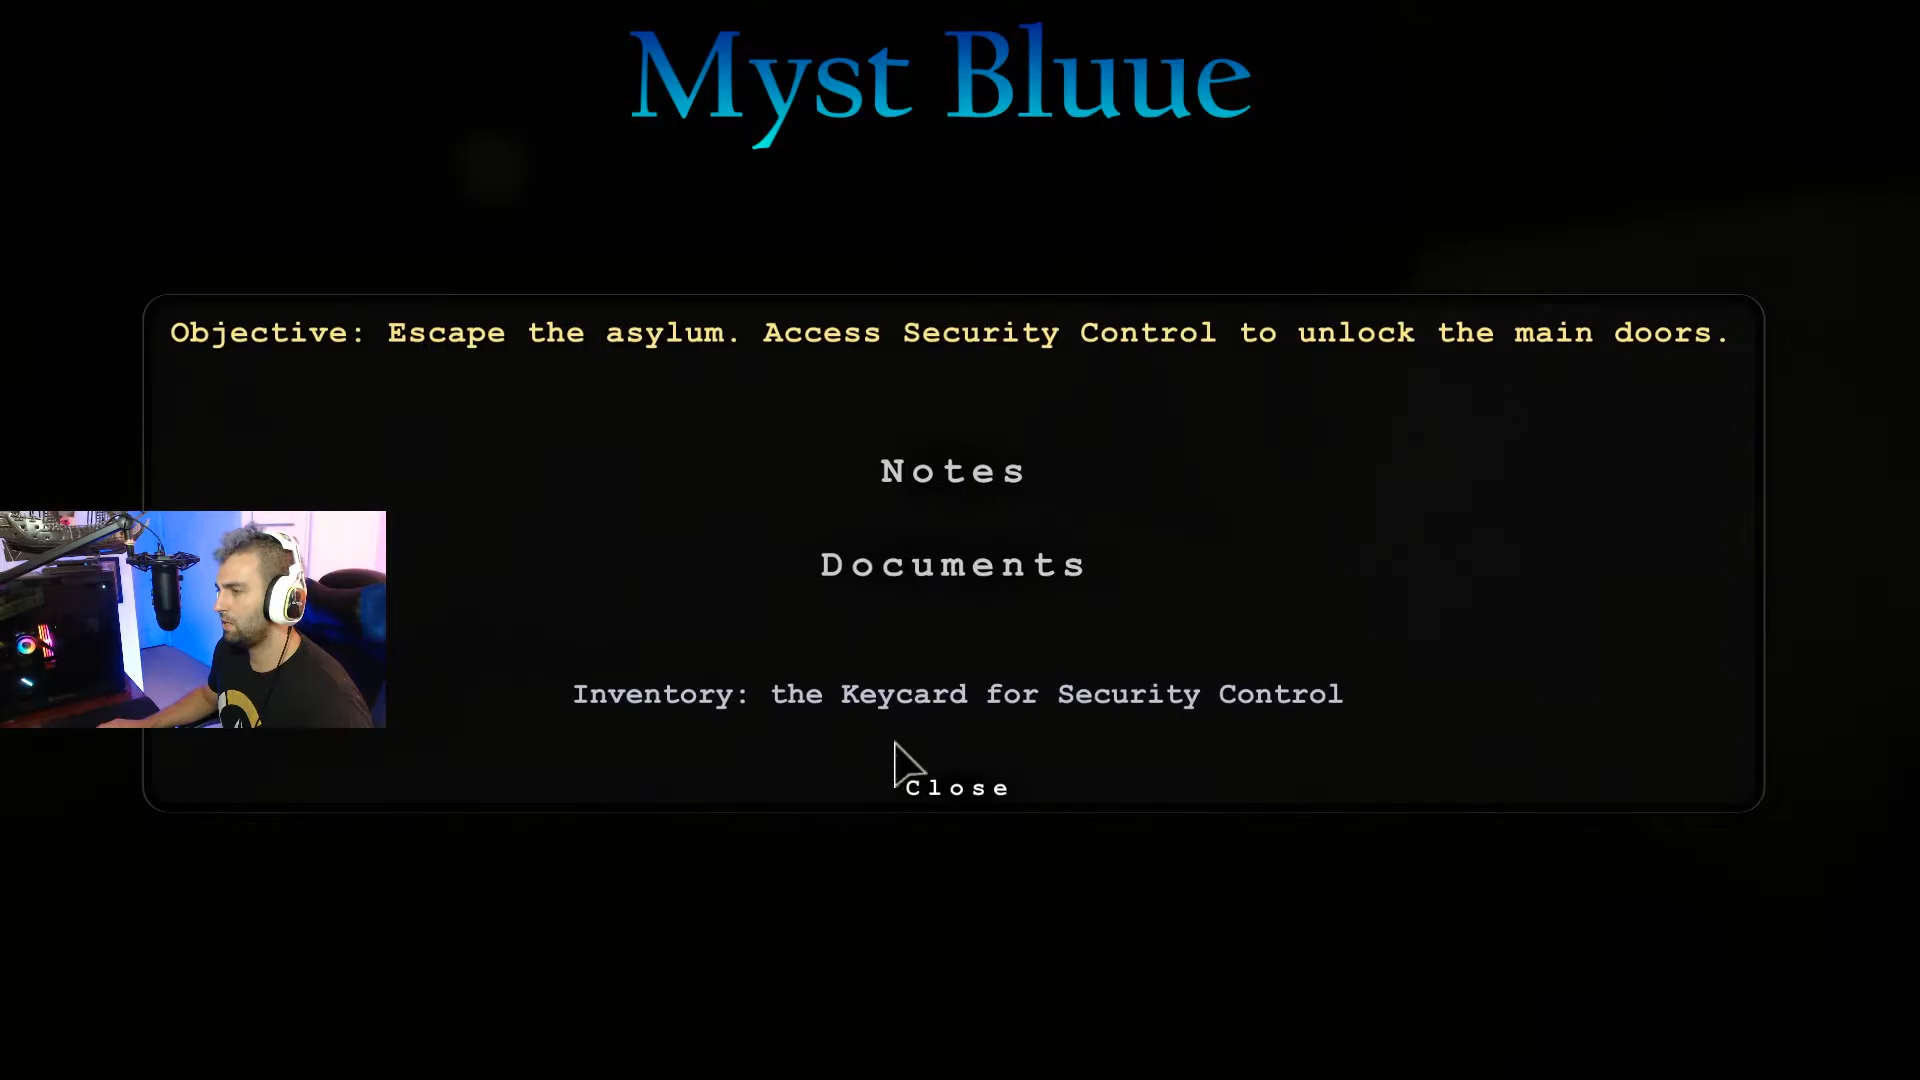 Myst Bluue
Objective: Escape the asylum. Access Security Control to unlock the main doors.
Notes
Documents
Inventory: the Keycard for Security Control
Close